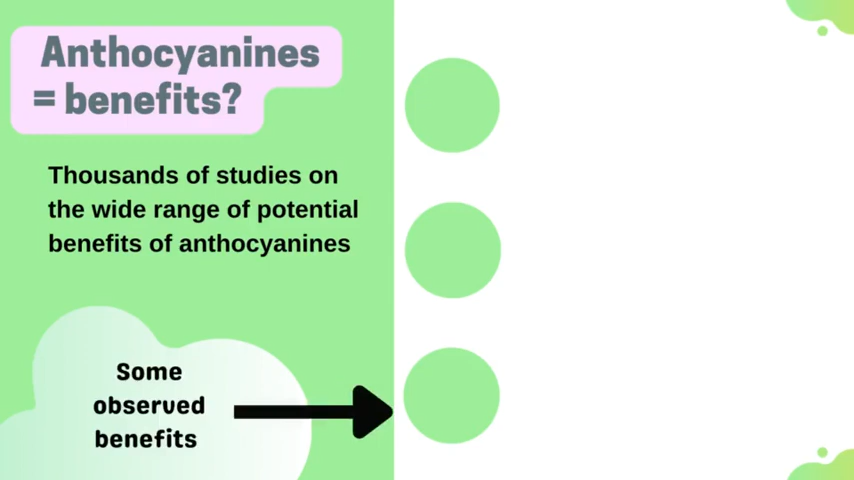 Anthocyanines
= benefits?
Thousands of studies on
the wide range of potential
benefits of anthocyanines
Some
observed
benefits